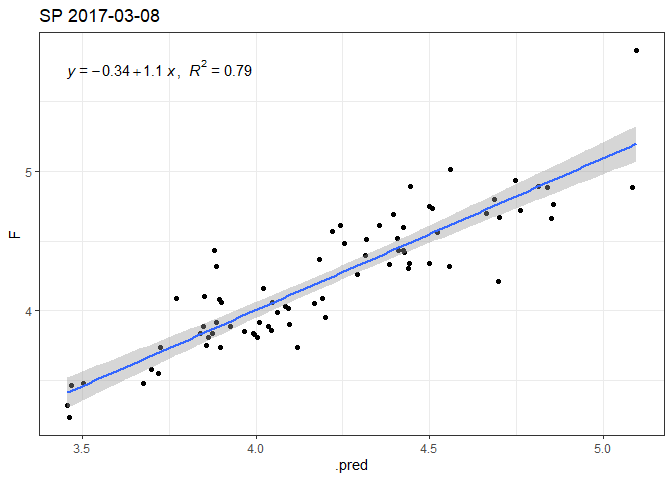 SP 2017-03-08
y = −0.34 + 1.1 x , R² = 0.79
F
5
4
3.5 4.0 4.5 5.0
.pred